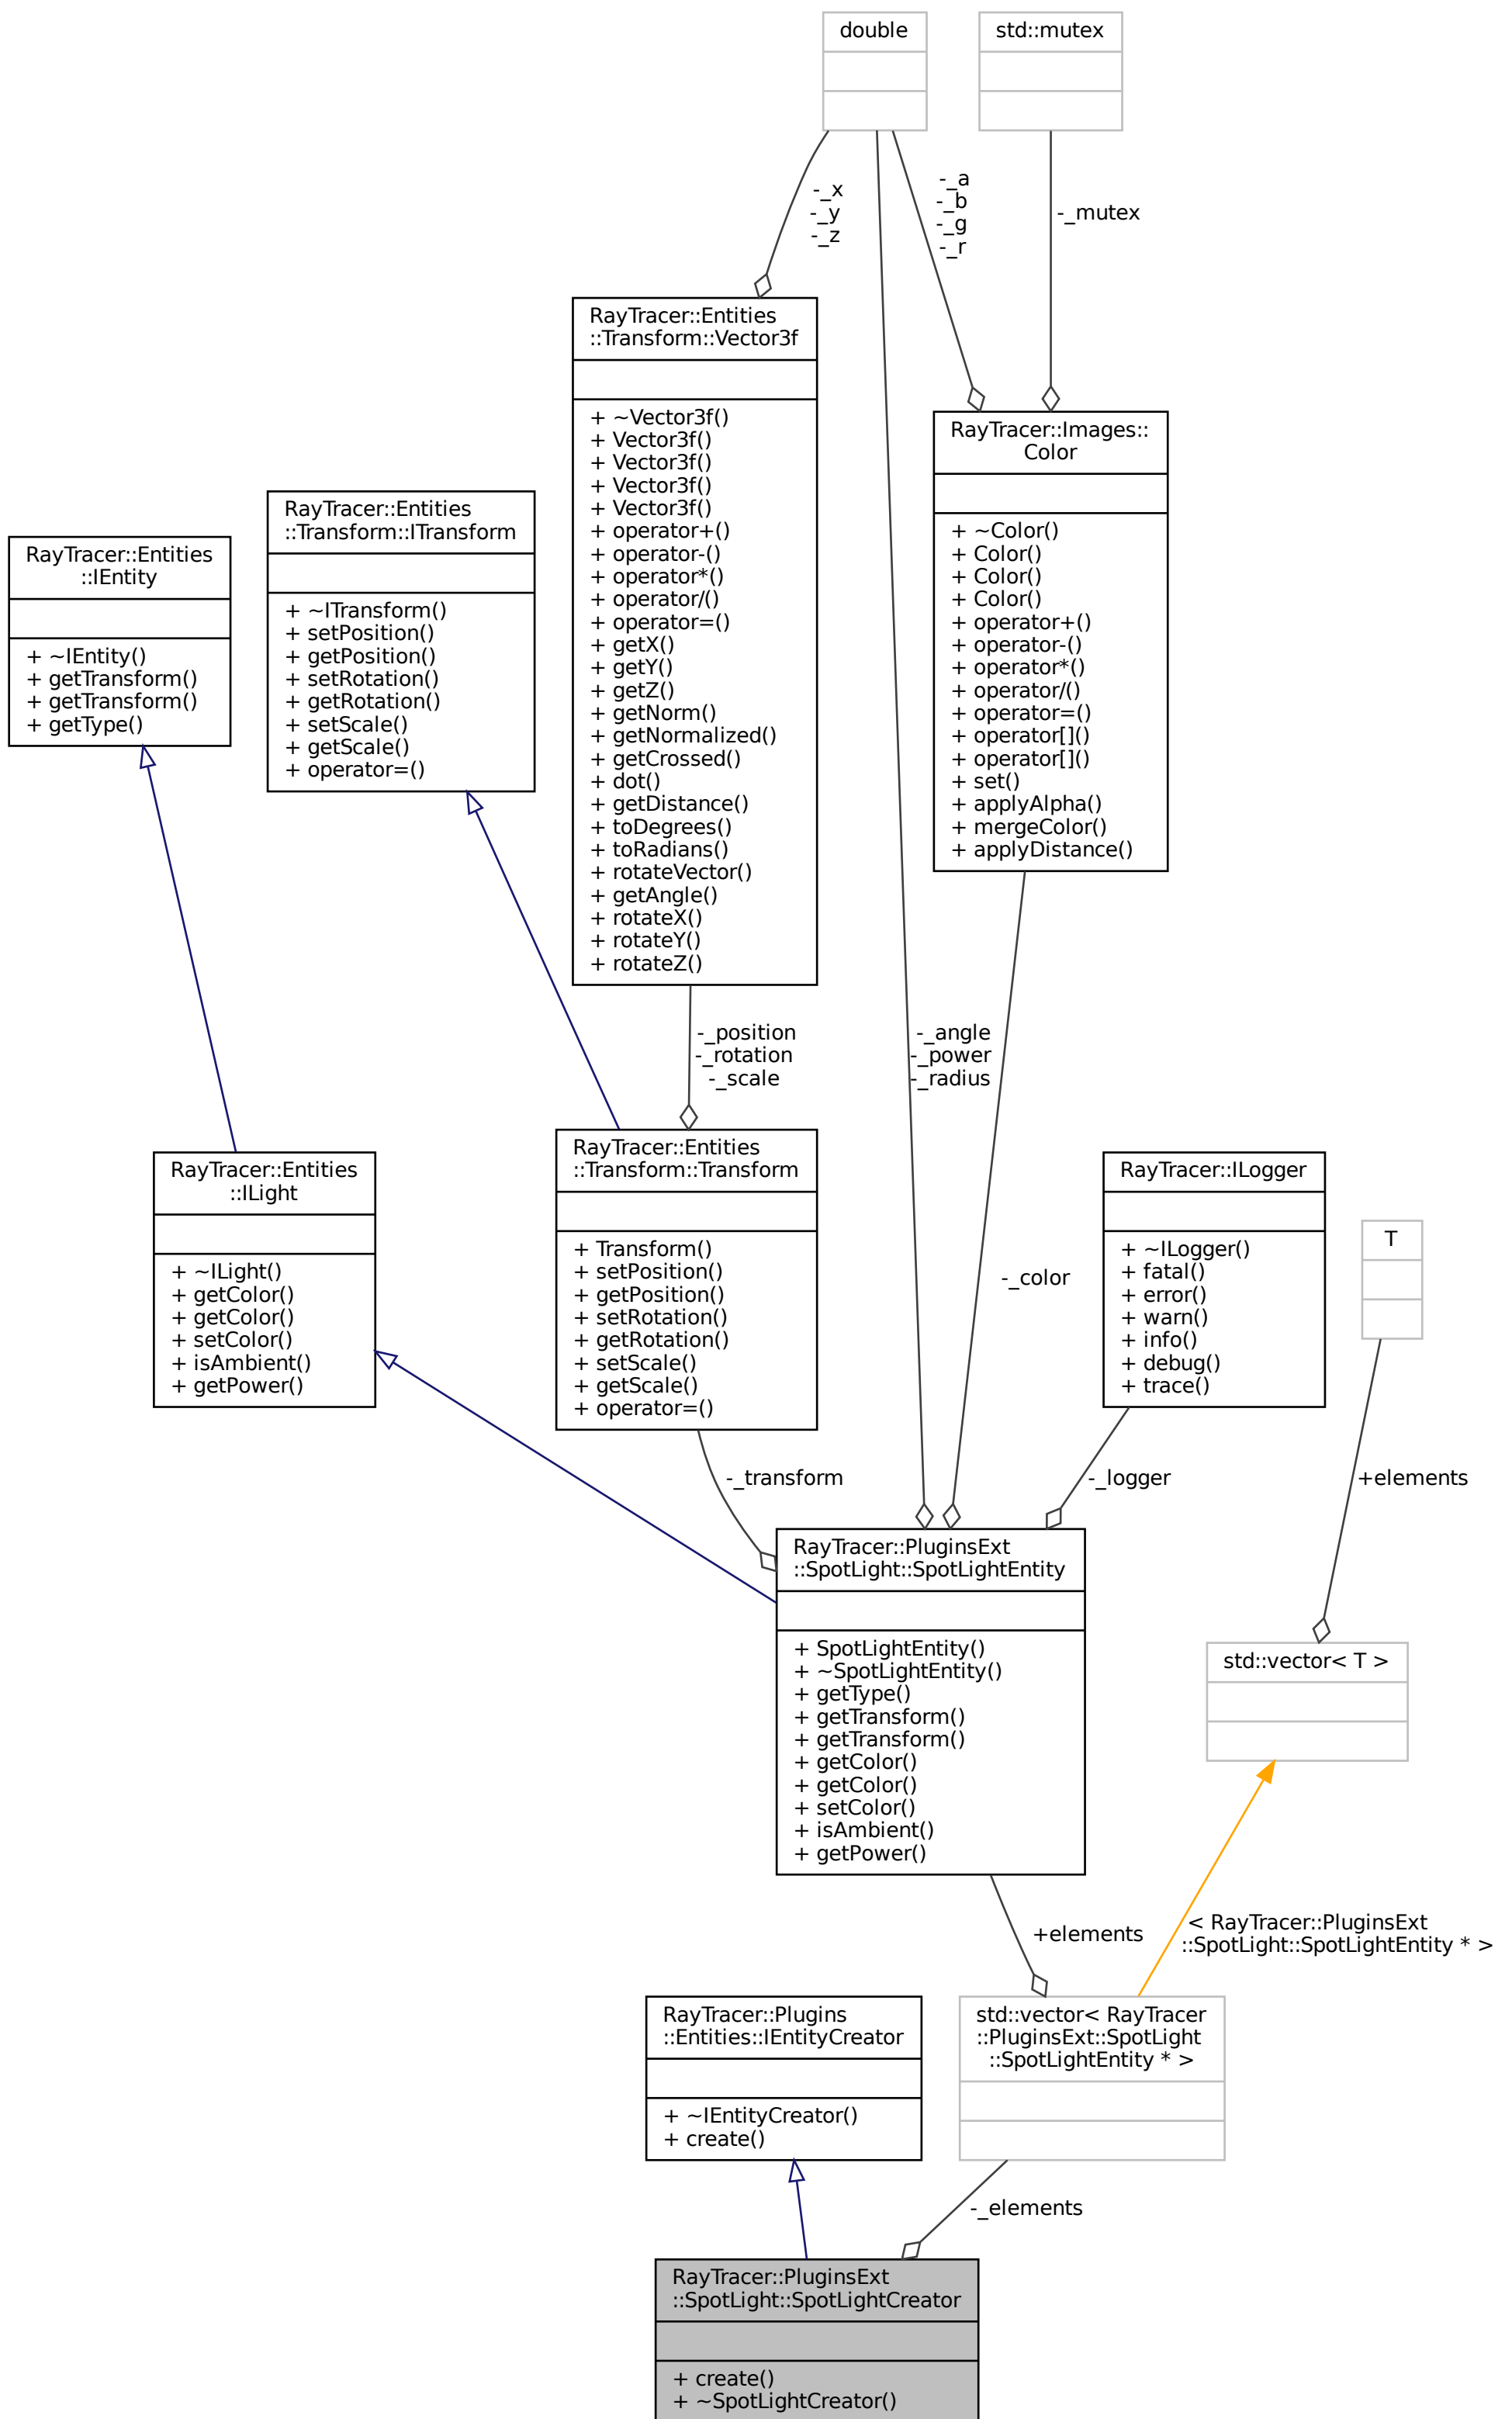 double
std::mutex
-_x
-_y
-_z
-_a
-_b
-_g
-_r
-_mutex
RayTracer::Entities
::Transform::Vector3f
+ ~Vector3f()
+ Vector3f()
+ Vector3f()
+ Vector3f()
+ Vector3f()
+ operator+()
+ operator-()
+ operator*()
+ operator/()
+ operator=()
+ getX()
+ getY()
+ getZ()
+ getNorm()
+ getNormalized()
+ getCrossed()
+ dot()
+ getDistance()
+ toDegrees()
+ toRadians()
+ rotateVector()
+ getAngle()
+ rotateX()
+ rotateY()
+ rotateZ()
RayTracer::Images::
Color
+ ~Color()
+ Color()
+ Color()
+ Color()
+ operator+()
+ operator-()
+ operator*()
+ operator/()
+ operator=()
+ operator[]()
+ operator[]()
+ set()
+ applyAlpha()
+ mergeColor()
+ applyDistance()
RayTracer::Entities
::Transform::ITransform
+ ~ITransform()
+ setPosition()
+ getPosition()
+ setRotation()
+ getRotation()
+ setScale()
+ getScale()
+ operator=()
RayTracer::Entities
::IEntity
+ ~IEntity()
+ getTransform()
+ getTransform()
+ getType()
-_position
-_rotation
-_scale
-_angle
-_power
-_radius
RayTracer::Entities
::ILight
+ ~ILight()
+ getColor()
+ getColor()
+ setColor()
+ isAmbient()
+ getPower()
RayTracer::Entities
::Transform::Transform
+ Transform()
+ setPosition()
+ getPosition()
+ setRotation()
+ getRotation()
+ setScale()
+ getScale()
+ operator=()
-_color
RayTracer::ILogger
+ ~ILogger()
+ fatal()
+ error()
+ warn()
+ info()
+ debug()
+ trace()
T
-_transform
-_logger
+elements
RayTracer::PluginsExt
::SpotLight::SpotLightEntity
+ SpotLightEntity()
+ ~SpotLightEntity()
+ getType()
+ getTransform()
+ getTransform()
+ getColor()
+ getColor()
+ setColor()
+ isAmbient()
+ getPower()
std::vector< T >
+elements
< RayTracer::PluginsExt
::SpotLight::SpotLightEntity * >
RayTracer::Plugins
::Entities::IEntityCreator
+ ~IEntityCreator()
+ create()
std::vector< RayTracer
::PluginsExt::SpotLight
::SpotLightEntity * >
-_elements
RayTracer::PluginsExt
::SpotLight::SpotLightCreator
+ create()
+ ~SpotLightCreator()